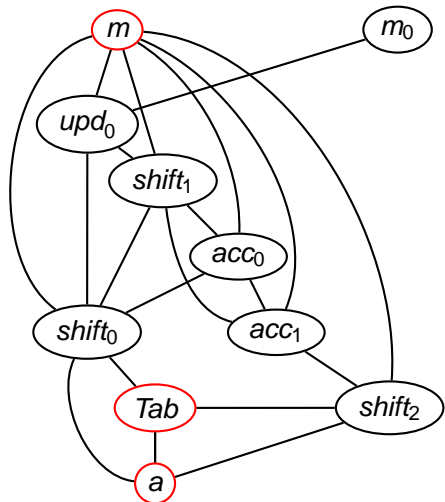 m
m₀
upd₀
shift₁
acc₀
shift₀
acc₁
Tab
shift₂
a